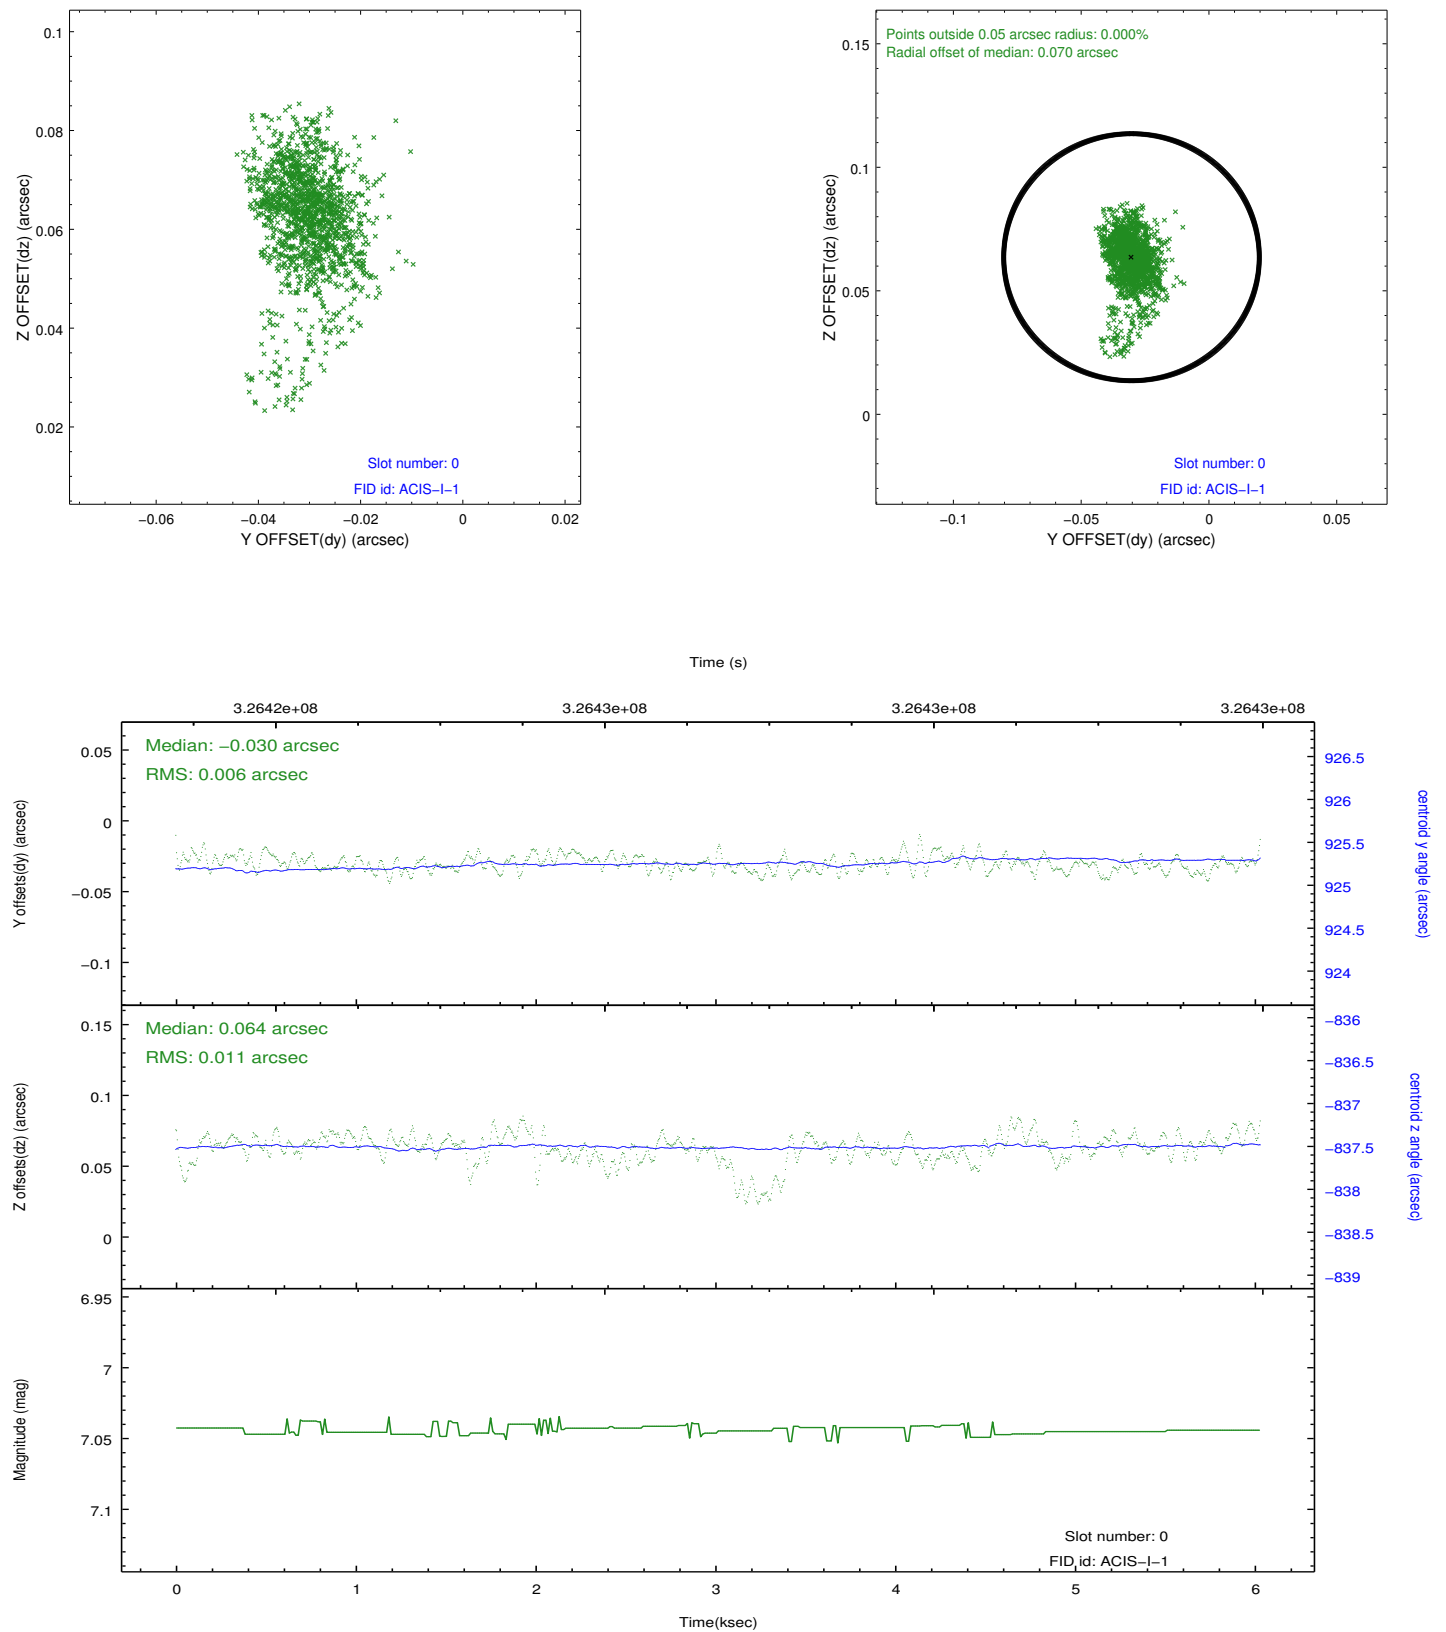 0.1
0.08
0.06
0.04
0.02
Z OFFSET(dz) (arcsec)
Slot number: 0
FID id: ACIS−I−1
−0.06
−0.04
−0.02
0
0.02
Y OFFSET(dy) (arcsec)
Points outside 0.05 arcsec radius: 0.000%
Radial offset of median: 0.070 arcsec
0.15
0.1
0.05
0
Z OFFSET(dz) (arcsec)
Slot number: 0
FID id: ACIS−I−1
−0.1
−0.05
0
0.05
Y OFFSET(dy) (arcsec)
Time (s)
3.2642e+08
3.2643e+08
3.2643e+08
3.2643e+08
Median: −0.030 arcsec
RMS: 0.006 arcsec
0.05
0
−0.05
−0.1
Y offsets(dy) (arcsec)
926.5
926
925.5
925
924.5
924
centroid y angle (arcsec)
Median: 0.064 arcsec
RMS: 0.011 arcsec
0.15
0.1
0.05
0
Z offsets(dz) (arcsec)
−836
−836.5
−837
−837.5
−838
−838.5
−839
centroid z angle (arcsec)
6.95
7
7.05
7.1
Magnitude (mag)
Slot number: 0
FID id: ACIS−I−1
0
1
2
3
4
5
6
Time(ksec)